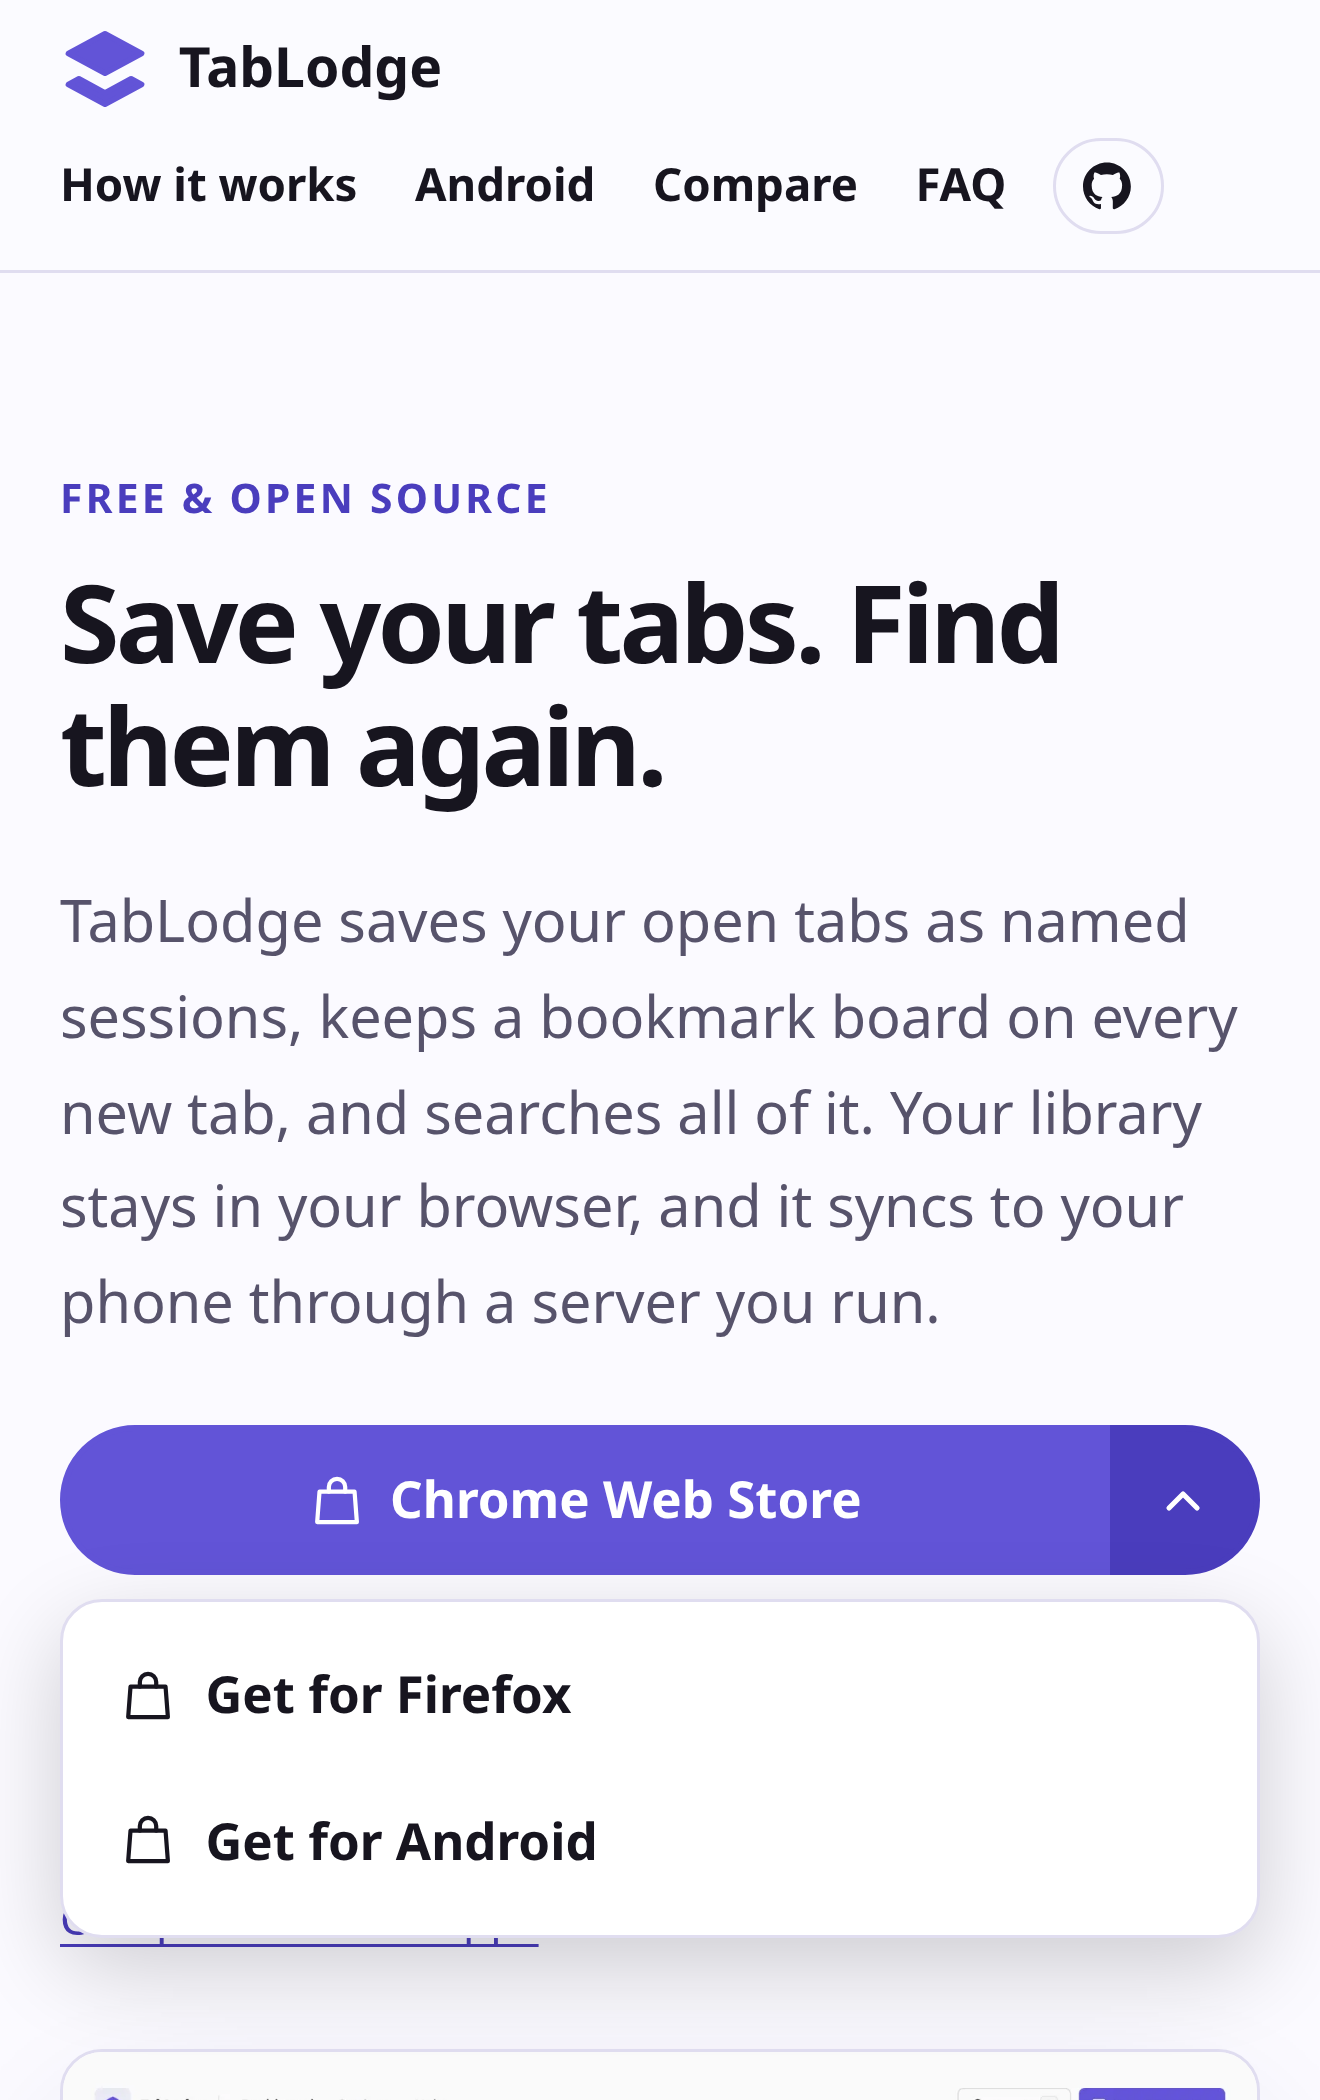 TabLodge
How it works Android Compare FAQ
FREE & OPEN SOURCE
Save your tabs. Find
them again.
TabLodge saves your open tabs as named
sessions, keeps a bookmark board on every
new tab, and searches all of it. Your library
stays in your browser, and it syncs to your
phone through a server you run.
Chrome Web Store
Get for Firefox
Get for Android